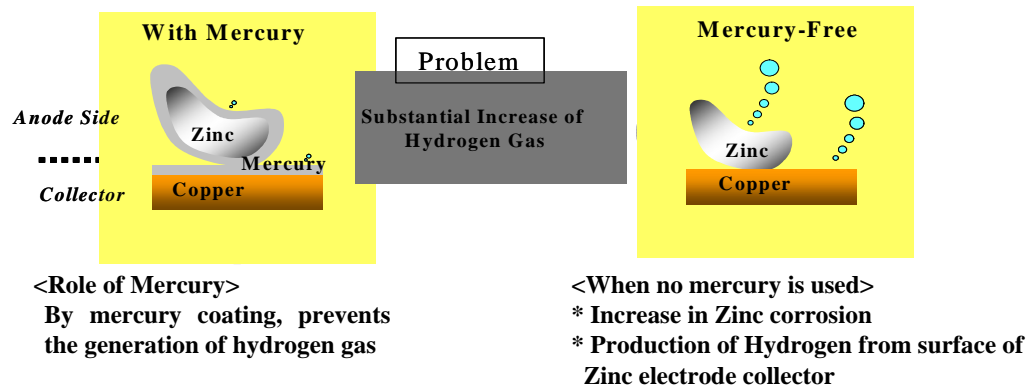 With Mercury
Mercury-Free
Problem
Anode Side
Zinc
Substantial Increase of
Hydrogen Gas
Zinc
Mercury
Collector
Copper
Copper
<Role of Mercury>
By mercury coating, prevents
the generation of hydrogen gas
<When no mercury is used>
* Increase in Zinc corrosion
* Production of Hydrogen from surface of
Zinc electrode collector